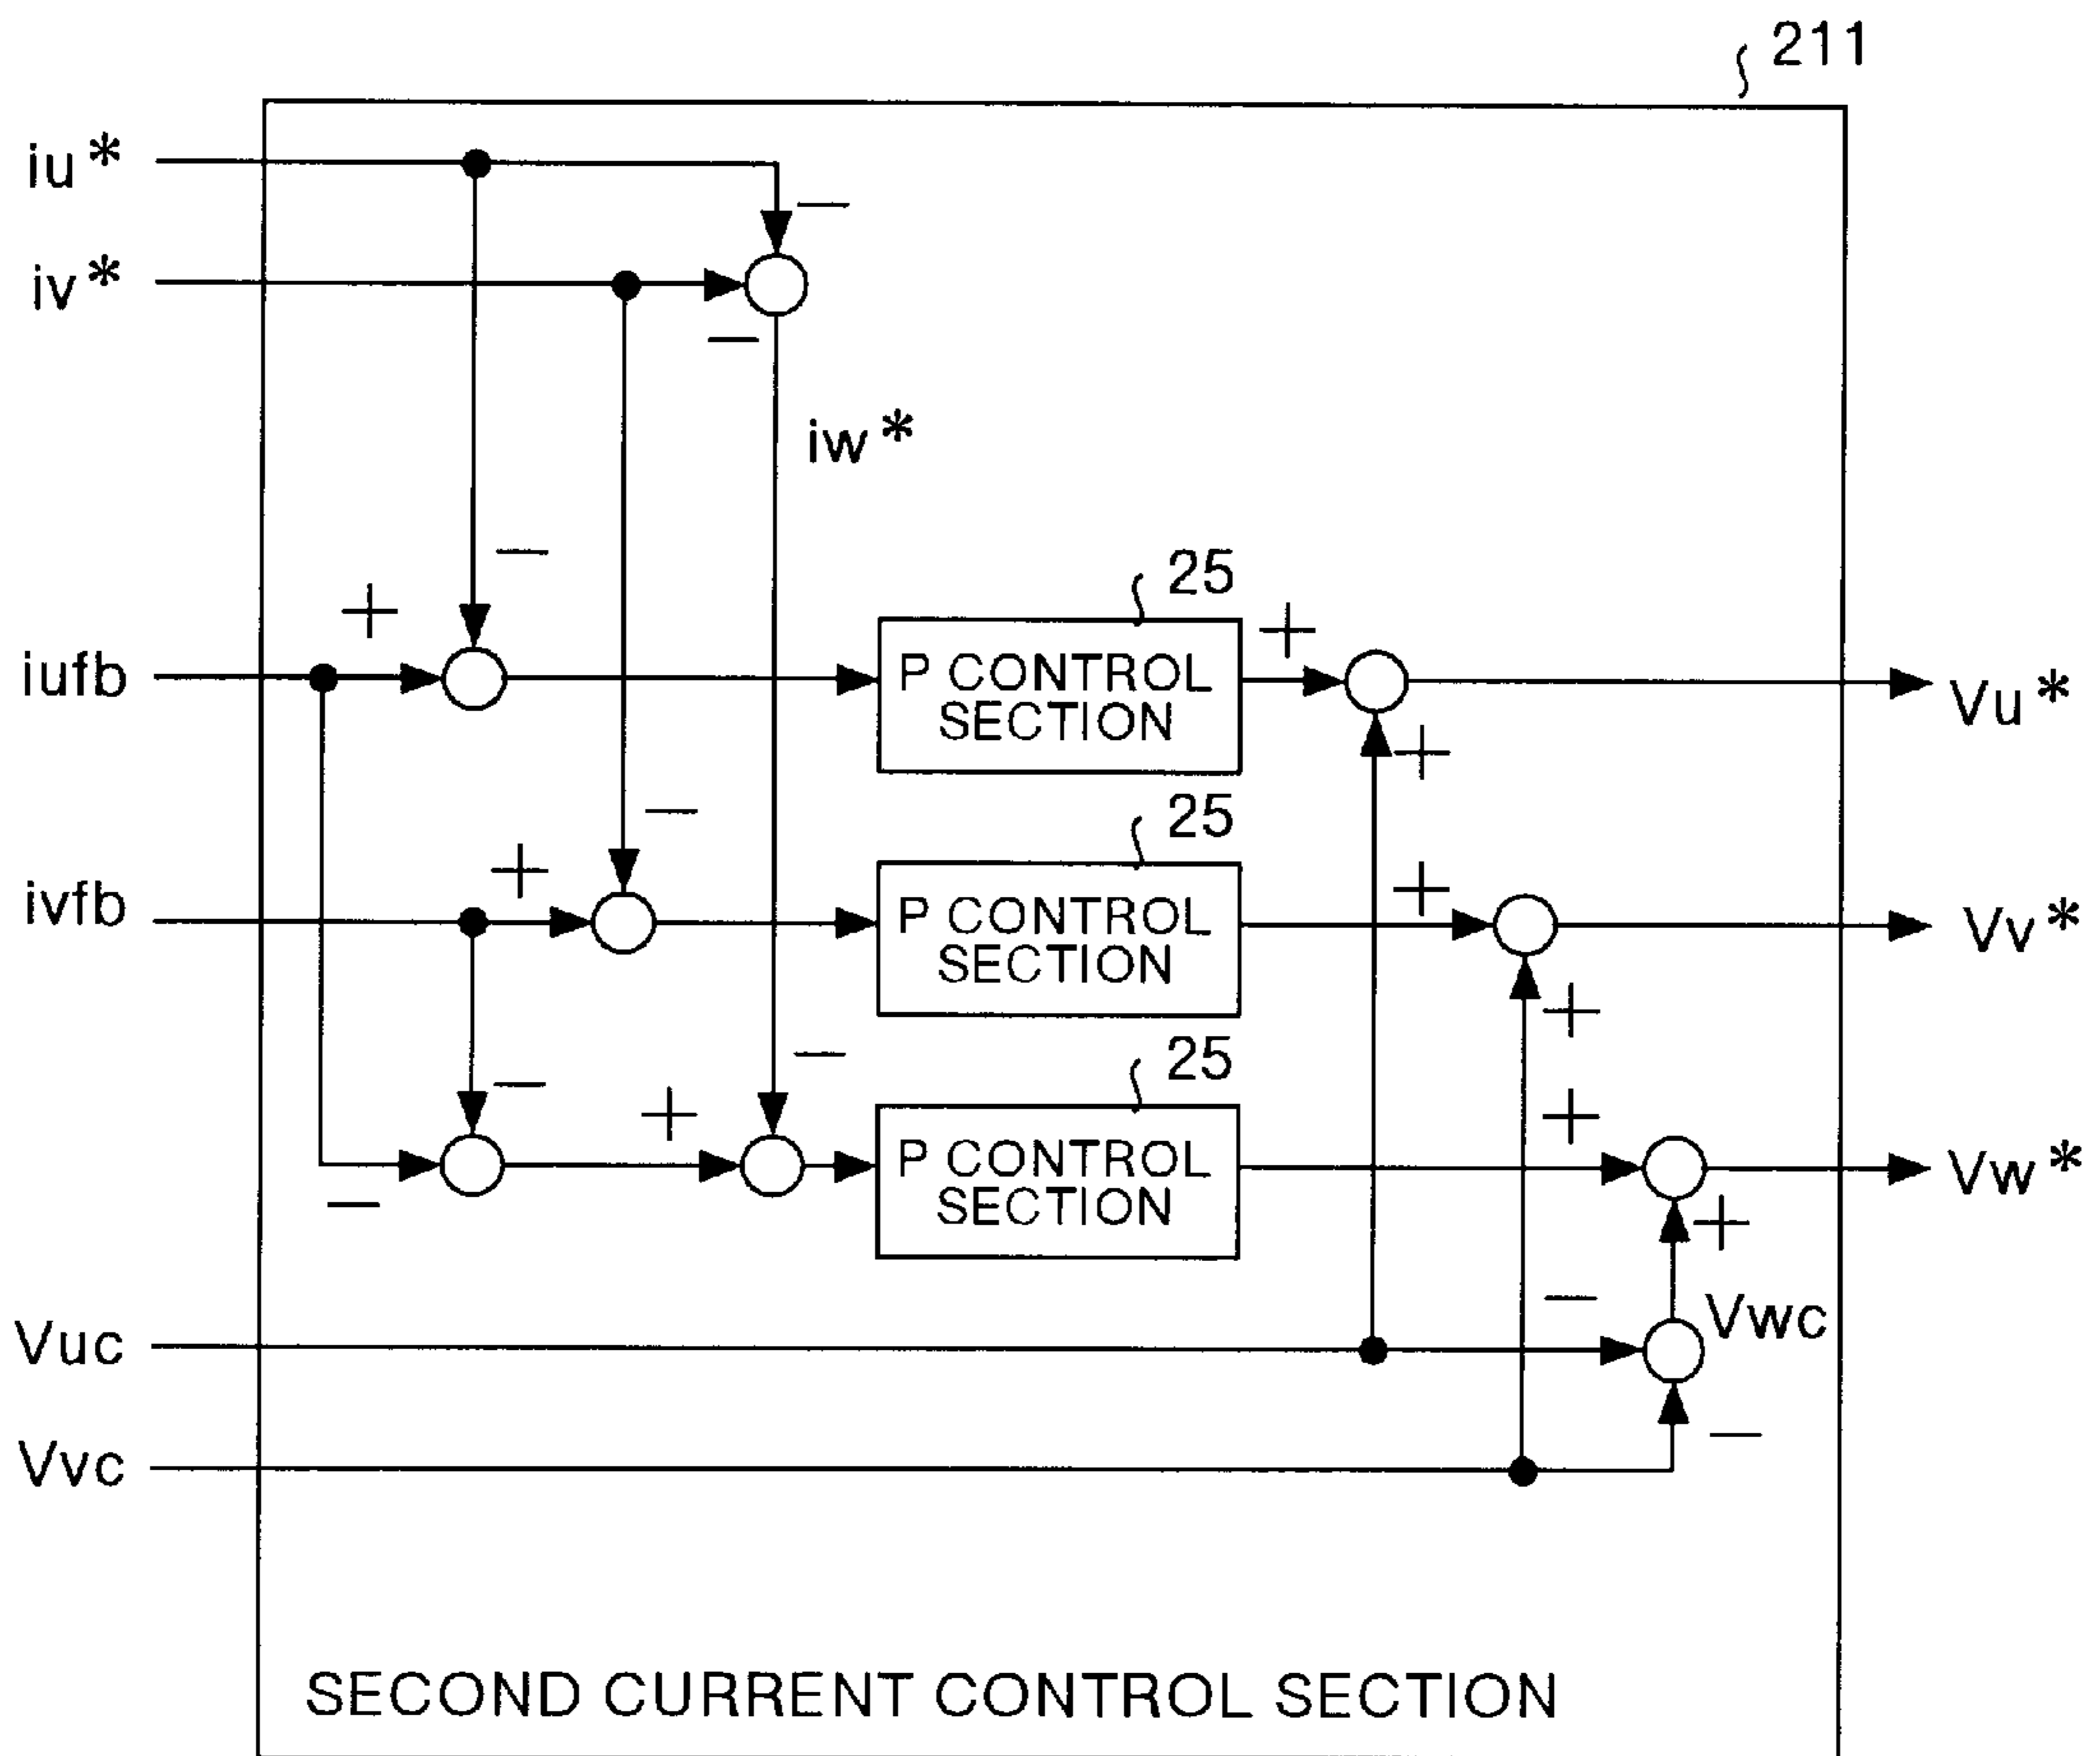 211
iu*
iv*
iw*
iufb
+
−
25
P CONTROL
SECTION
+
+
Vu*
ivfb
+
−
25
P CONTROL
SECTION
+
+
Vv*
−
−
−
−
+
−
25
P CONTROL
SECTION
+
+
Vw*
Vuc
−
Vwc
Vvc
−
SECOND CURRENT CONTROL SECTION